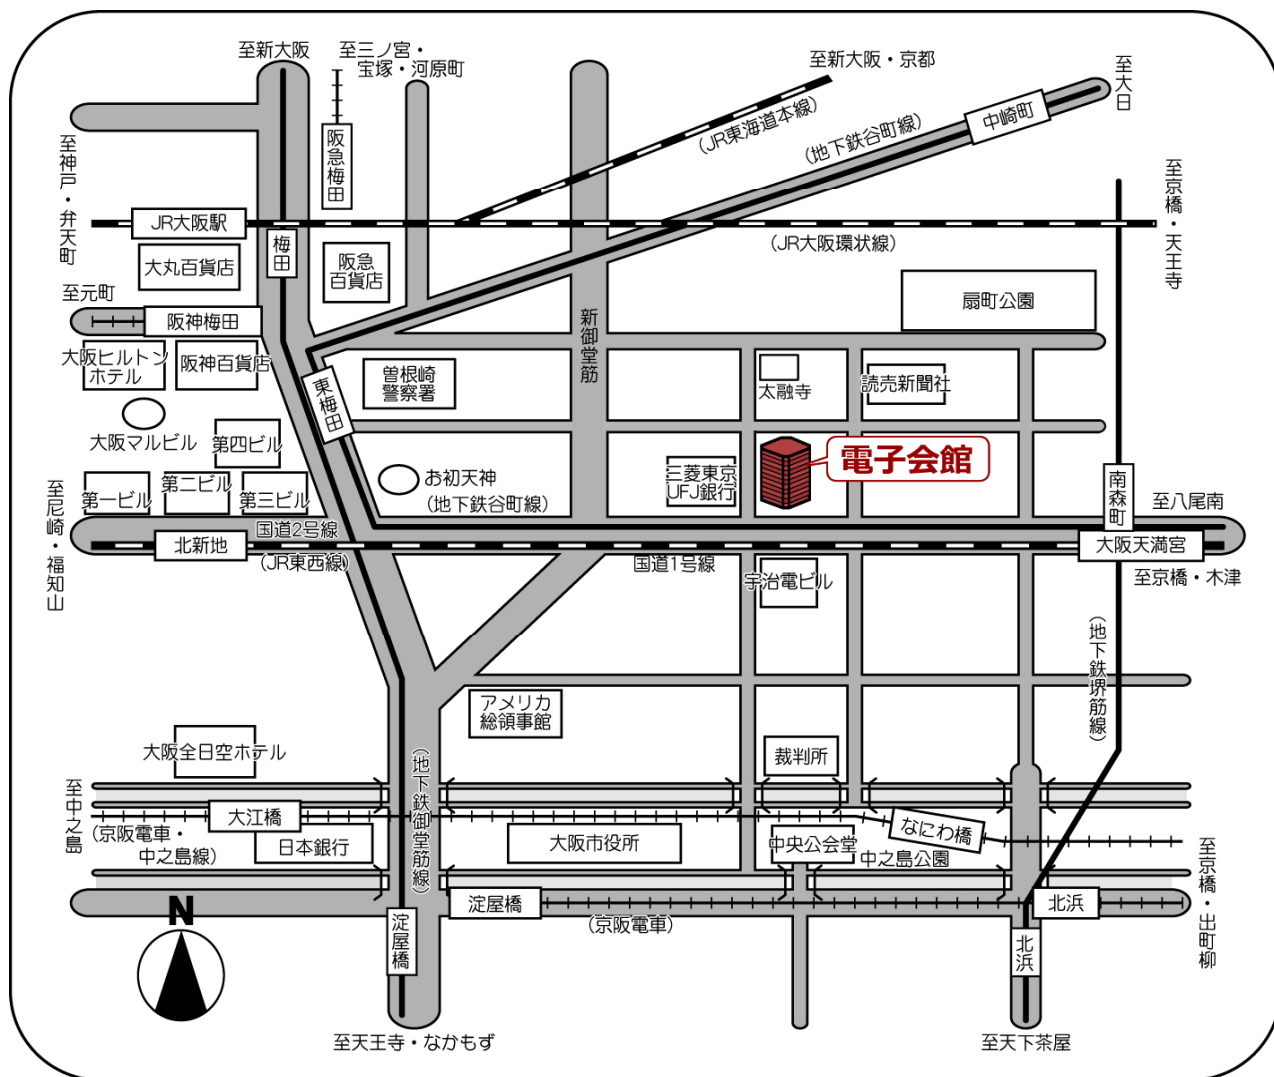 至新大阪
至三ノ宮・
宝塚・河原町
至新大阪・京都
至大日
至神戸・弁天町
阪急梅田
(JR東海道本線)
(地下鉄谷町線)
中崎町
至京橋・天王寺
JR大阪駅
梅田
(JR大阪環状線)
大丸百貨店
阪急
百貨店
扇町公園
至元町
阪神梅田
新御堂筋
大阪ヒルトン
ホテル
阪神百貨店
東梅田
曽根崎
警察署
太融寺
読売新聞社
大阪マルビル
第四ビル
電子会館
お初天神
三菱東京
UFJ銀行
南森町
至八尾南
第一ビル
第二ビル
第三ビル
(地下鉄谷町線)
至尼崎・福知山
国道2号線
北新地
(JR東西線)
国道1号線
大阪天満宮
宇治電ビル
至京橋・木津
(地下鉄堺筋線)
アメリカ
総領事館
大阪全日空ホテル
(地下鉄御堂筋線)
裁判所
至中之島
大江橋
なにわ橋
(京阪電車・
中之島線)
日本銀行
大阪市役所
中央公会堂
中之島公園
至京橋・出町柳
淀屋橋
北浜
N
(京阪電車)
淀屋橋
北浜
至天王寺・なかもず
至天下茶屋